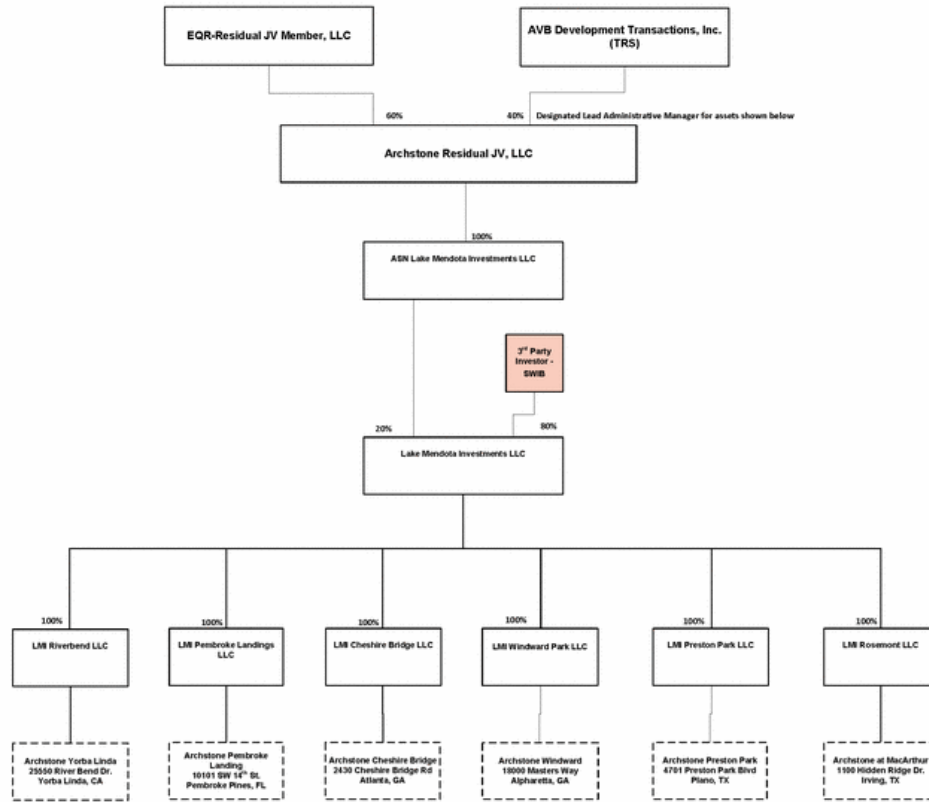 EQR-Residual JV Member, LLC
AVB Development Transactions, Inc.
(TRS)
60%
40%
Designated Lead Administrative Manager for assets shown below
Archstone Residual JV, LLC
100%
ASN Lake Mendota Investments LLC
3rd Party
Investor -
SWIB
20%
80%
Lake Mendota Investments LLC
100%
100%
100%
100%
100%
100%
LMI Riverbend LLC
LMI Pembroke Landings
LLC
LMI Cheshire Bridge LLC
LMI Windward Park LLC
LMI Preston Park LLC
LMI Rosemont LLC
Archstone Yorba Linda
25550 River Bend Dr.
Yorba Linda, CA
Archstone Pembroke
Landing
10101 SW 14th St.
Pembroke Pines, FL
Archstone Cheshire Bridge
2430 Cheshire Bridge Rd
Atlanta, GA
Archstone Windward
18000 Masters Way
Alpharetta, GA
Archstone Preston Park
4701 Preston Park Blvd
Plano, TX
Archstone at MacArthur
1100 Hidden Ridge Dr.
Irving, TX